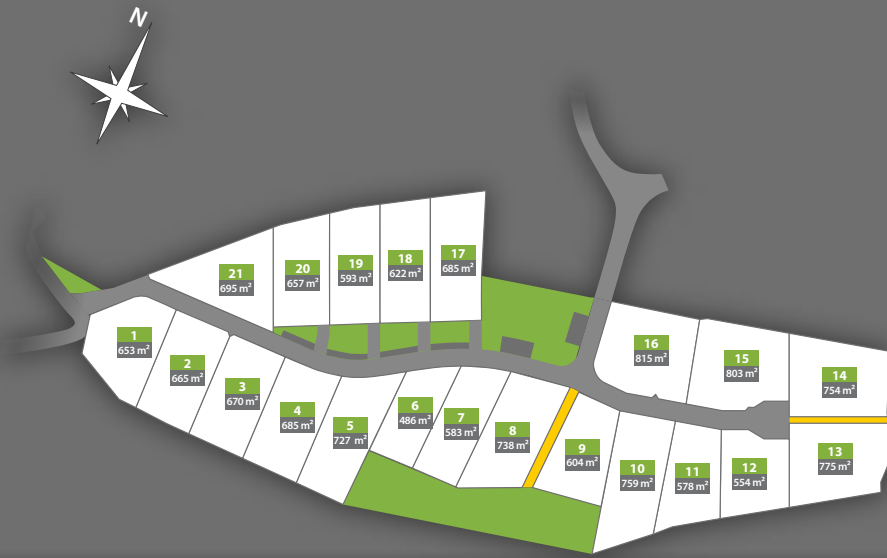 N
17
685 m²
18
622 m²
19
593 m²
20
657 m²
21
695 m²
1
653 m²
2
665 m²
3
670 m²
4
685 m²
5
727 m²
6
486 m²
7
583 m²
8
738 m²
9
604 m²
16
815 m²
15
803 m²
14
754 m²
10
759 m²
11
578 m²
12
554 m²
13
775 m²